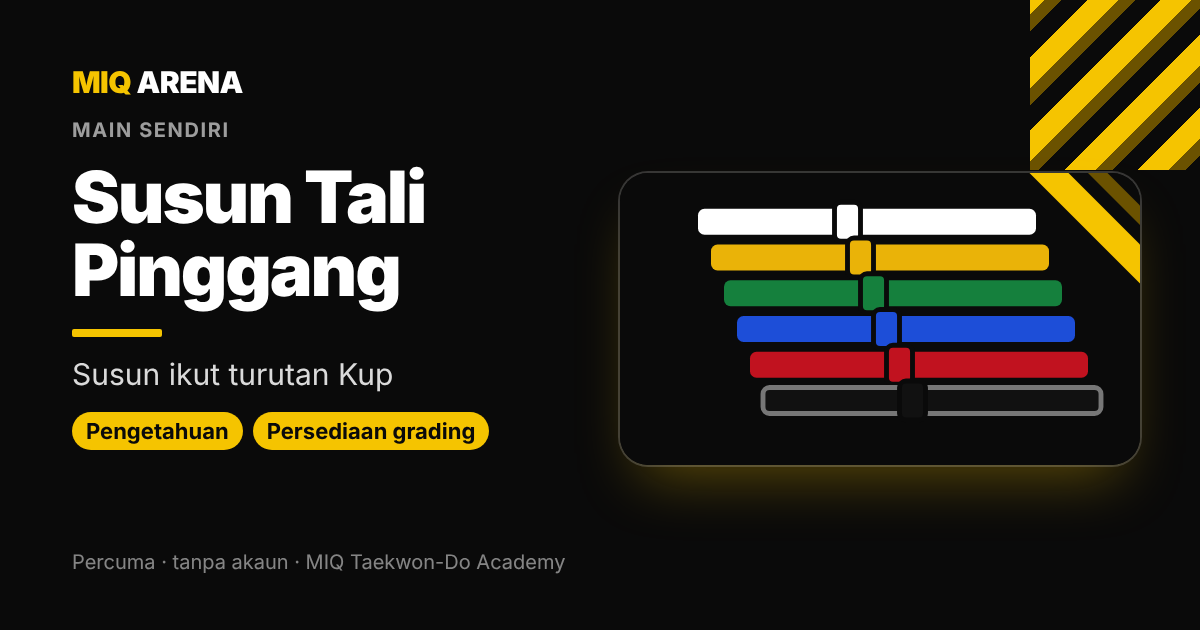 MIQ ARENA
MAIN SENDIRI
Susun Tali
Pinggang
Susun ikut turutan Kup
Pengetahuan Persediaan grading
Percuma · tanpa akaun · MIQ Taekwon-Do Academy